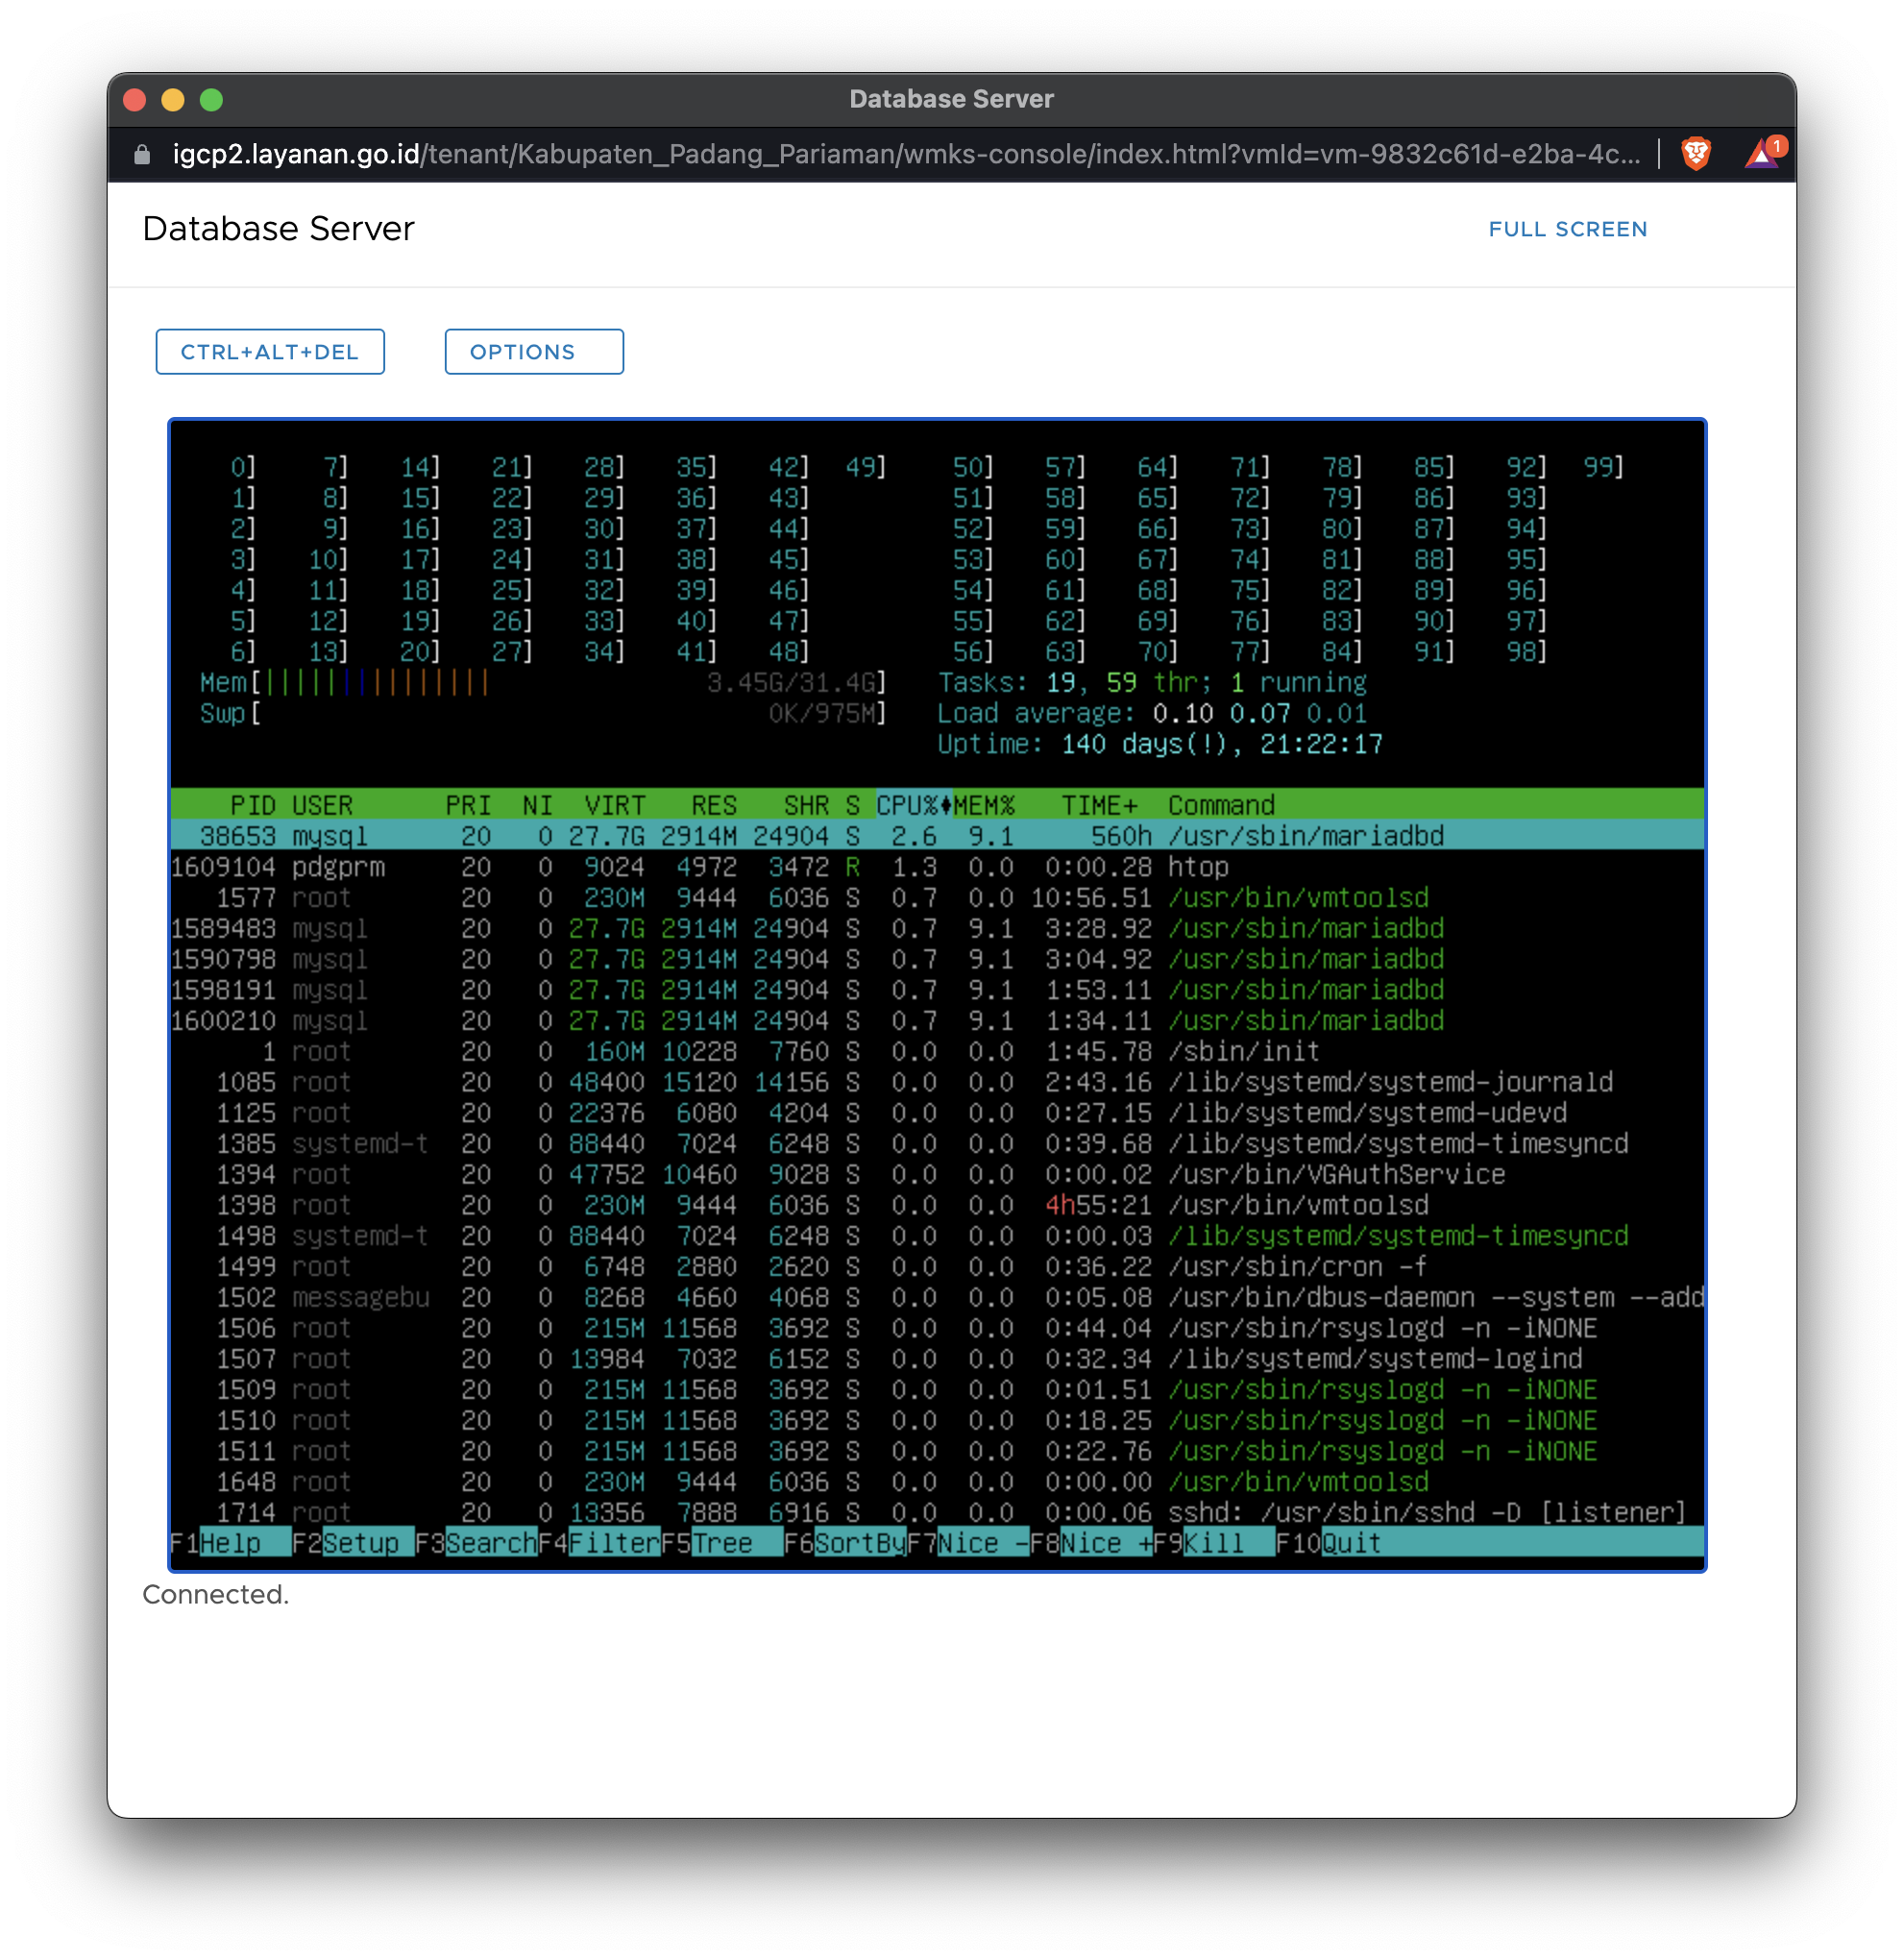 Database Server
igcp2.layanan.go.id/tenant/Kabupaten_Padang_Pariaman/wmks-console/index.html?vmId=vm-9832c61d-e2ba-4c... 1
Database Server FULL SCREEN
CTRL+ALT+DEL OPTIONS
0] 7] 14] 21] 28] 35] 42] 49] 50] 57] 64] 71] 78] 85] 92] 99]
1] 8] 15] 22] 29] 36] 43] 51] 58] 65] 72] 79] 86] 93]
2] 9] 16] 23] 30] 37] 44] 52] 59] 66] 73] 80] 87] 94]
3] 10] 17] 24] 31] 38] 45] 53] 60] 67] 74] 81] 88] 95]
4] 11] 18] 25] 32] 39] 46] 54] 61] 68] 75] 82] 89] 96]
5] 12] 19] 26] 33] 40] 47] 55] 62] 69] 76] 83] 90] 97]
6] 13] 20] 27] 34] 41] 48] 56] 63] 70] 77] 84] 91] 98]
Mem[||||||||||||||| 3.45G/31.4G] Tasks: 19, 59 thr; 1 running
Swp[ 0K/975M] Load average: 0.10 0.07 0.01
Uptime: 140 days(!), 21:22:17
PID USER PRI NI VIRT RES SHR S CPU%♦MEM% TIME+ Command
38653 mysql 20 0 27.7G 2914M 24904 S 2.6 9.1 560h /usr/sbin/mariadbd
1609104 pdgprm 20 0 9024 4972 3472 R 1.3 0.0 0:00.28 htop
1577 root 20 0 230M 9444 6036 S 0.7 0.0 10:56.51 /usr/bin/vmtoolsd
1589483 mysql 20 0 27.7G 2914M 24904 S 0.7 9.1 3:28.92 /usr/sbin/mariadbd
1590798 mysql 20 0 27.7G 2914M 24904 S 0.7 9.1 3:04.92 /usr/sbin/mariadbd
1598191 mysql 20 0 27.7G 2914M 24904 S 0.7 9.1 1:53.11 /usr/sbin/mariadbd
1600210 mysql 20 0 27.7G 2914M 24904 S 0.7 9.1 1:34.11 /usr/sbin/mariadbd
1 root 20 0 160M 10228 7760 S 0.0 0.0 1:45.78 /sbin/init
1085 root 20 0 48400 15120 14156 S 0.0 0.0 2:43.16 /lib/systemd/systemd-journald
1125 root 20 0 22376 6080 4204 S 0.0 0.0 0:27.15 /lib/systemd/systemd-udevd
1385 systemd-t 20 0 88440 7024 6248 S 0.0 0.0 0:39.68 /lib/systemd/systemd-timesyncd
1394 root 20 0 47752 10460 9028 S 0.0 0.0 0:00.02 /usr/bin/VGAuthService
1398 root 20 0 230M 9444 6036 S 0.0 0.0 4h55:21 /usr/bin/vmtoolsd
1498 systemd-t 20 0 88440 7024 6248 S 0.0 0.0 0:00.03 /lib/systemd/systemd-timesyncd
1499 root 20 0 6748 2880 2620 S 0.0 0.0 0:36.22 /usr/sbin/cron -f
1502 messagebu 20 0 8268 4660 4068 S 0.0 0.0 0:05.08 /usr/bin/dbus-daemon --system --add
1506 root 20 0 215M 11568 3692 S 0.0 0.0 0:44.04 /usr/sbin/rsyslogd -n -iNONE
1507 root 20 0 13984 7032 6152 S 0.0 0.0 0:32.34 /lib/systemd/systemd-logind
1509 root 20 0 215M 11568 3692 S 0.0 0.0 0:01.51 /usr/sbin/rsyslogd -n -iNONE
1510 root 20 0 215M 11568 3692 S 0.0 0.0 0:18.25 /usr/sbin/rsyslogd -n -iNONE
1511 root 20 0 215M 11568 3692 S 0.0 0.0 0:22.76 /usr/sbin/rsyslogd -n -iNONE
1648 root 20 0 230M 9444 6036 S 0.0 0.0 0:00.00 /usr/bin/vmtoolsd
1714 root 20 0 13356 7888 6916 S 0.0 0.0 0:00.06 sshd: /usr/sbin/sshd -D [listener]
F1Help F2Setup F3SearchF4FilterF5Tree F6SortByF7Nice -F8Nice +F9Kill F10Quit
Connected.